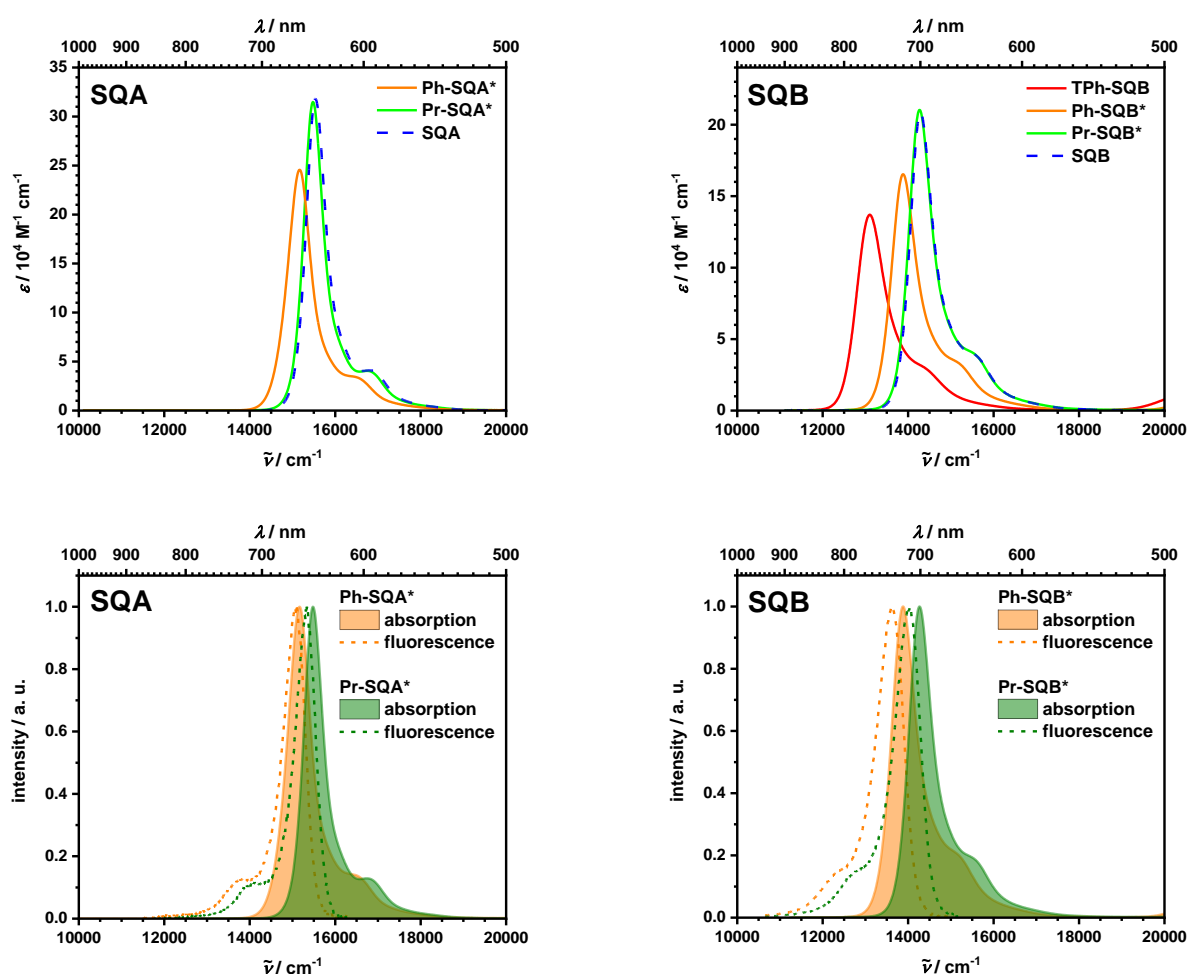 λ / nm
1000 900 800 700 600 500
SQA
Ph-SQA*
Pr-SQA*
SQA
ε / 10⁴ M⁻¹ cm⁻¹
35
30
25
20
15
10
5
0
10000 12000 14000 16000 18000 20000
ṽ / cm⁻¹
λ / nm
1000 900 800 700 600 500
SQB
TPh-SQB
Ph-SQB*
Pr-SQB*
SQB
ε / 10⁴ M⁻¹ cm⁻¹
20
15
10
5
0
10000 12000 14000 16000 18000 20000
ṽ / cm⁻¹
λ / nm
1000 900 800 700 600 500
SQA
Ph-SQA*
absorption
fluorescence
Pr-SQA*
absorption
fluorescence
intensity / a. u.
1.0
0.8
0.6
0.4
0.2
0.0
10000 12000 14000 16000 18000 20000
ṽ / cm⁻¹
λ / nm
1000 900 800 700 600 500
SQB
Ph-SQB*
absorption
fluorescence
Pr-SQB*
absorption
fluorescence
intensity / a. u.
1.0
0.8
0.6
0.4
0.2
0.0
10000 12000 14000 16000 18000 20000
ṽ / cm⁻¹